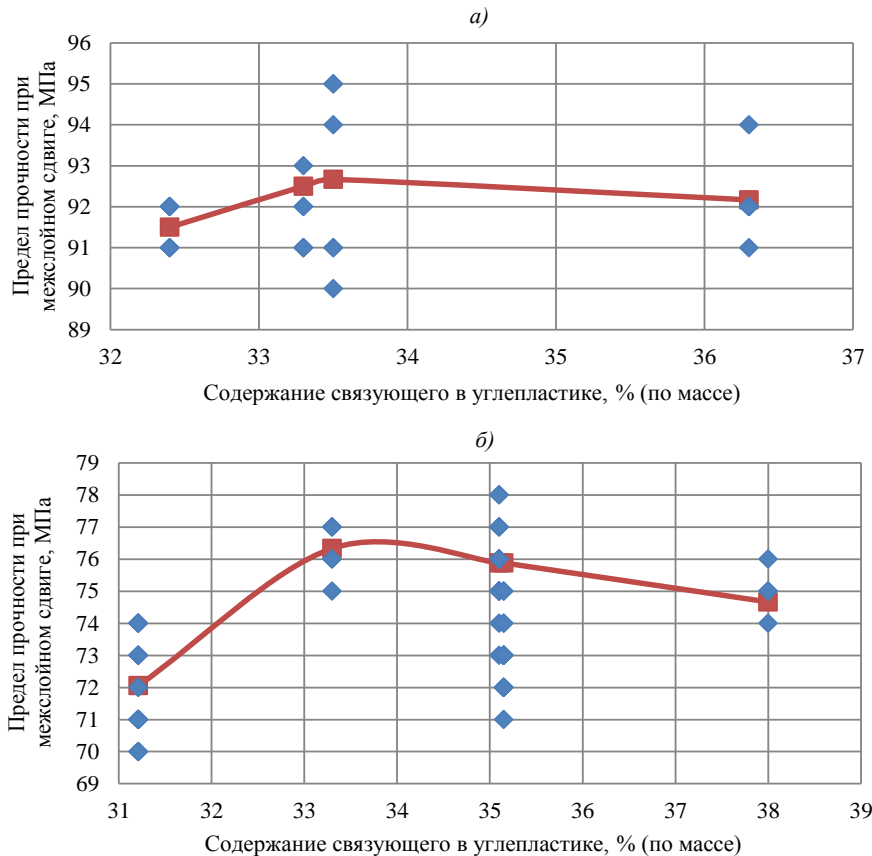 а)
Предел прочности при
межслойном сдвиге, МПа
96
95
94
93
92
91
90
89
32 33 34 35 36 37
Содержание связующего в углепластике, % (по массе)
б)
Предел прочности при
межслойном сдвиге, МПа
79
78
77
76
75
74
73
72
71
70
69
31 32 33 34 35 36 37 38 39
Содержание связующего в углепластике, % (по массе)